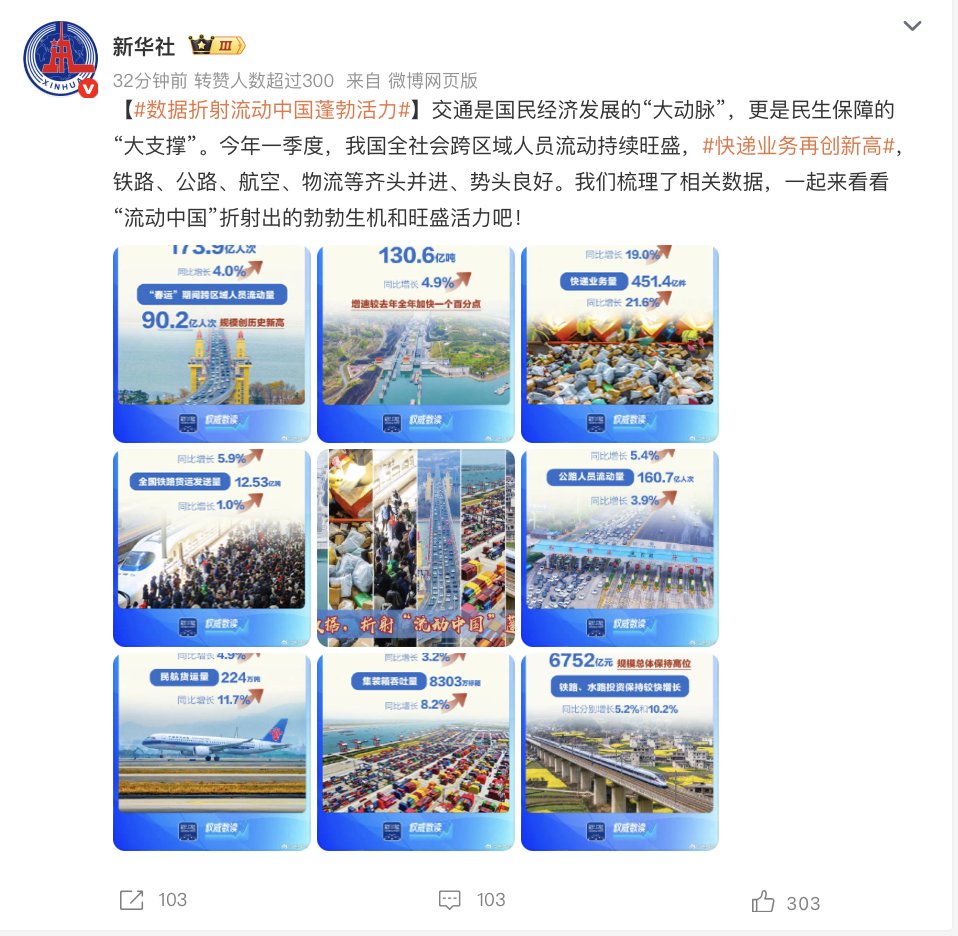 新华社
XINHUA
32分钟前 转赞人数超过300 来自 微博网页版
【#数据折射流动中国蓬勃活力#】交通是国民经济发展的“大动脉”，更是民生保障的
“大支撑”。今年一季度，我国全社会跨区域人员流动持续旺盛，#快递业务再创新高#，
铁路、公路、航空、物流等齐头并进、势头良好。我们梳理了相关数据，一起来看看
“流动中国”折射出的勃勃生机和旺盛活力吧！
173.9亿人次
同比增长4.0%
“春运”期间跨区域人员流动量
90.2亿人次 规模创历史新高
权威数读
130.6亿吨
同比增长4.9%
增速较去年全年加快一个百分点
权威数读
同比增长19.0%
快递业务量 451.4亿件
同比增长21.6%
权威数读
同比增长5.9%
全国铁路货运发送量 12.53亿吨
同比增长1.0%
权威数读
据，折射“流动中国”蓬
同比增长5.4%
公路人员流动量 160.7亿人次
同比增长3.9%
权威数读
同比增长4.9%
民航货运量 224万吨
同比增长11.7%
权威数读
同比增长3.2%
集装箱吞吐量 8303万标箱
同比增长8.2%
权威数读
6752亿元 规模总体保持高位
铁路、水路投资保持较快增长
同比分别增长5.2%和10.2%
权威数读
103
103
303